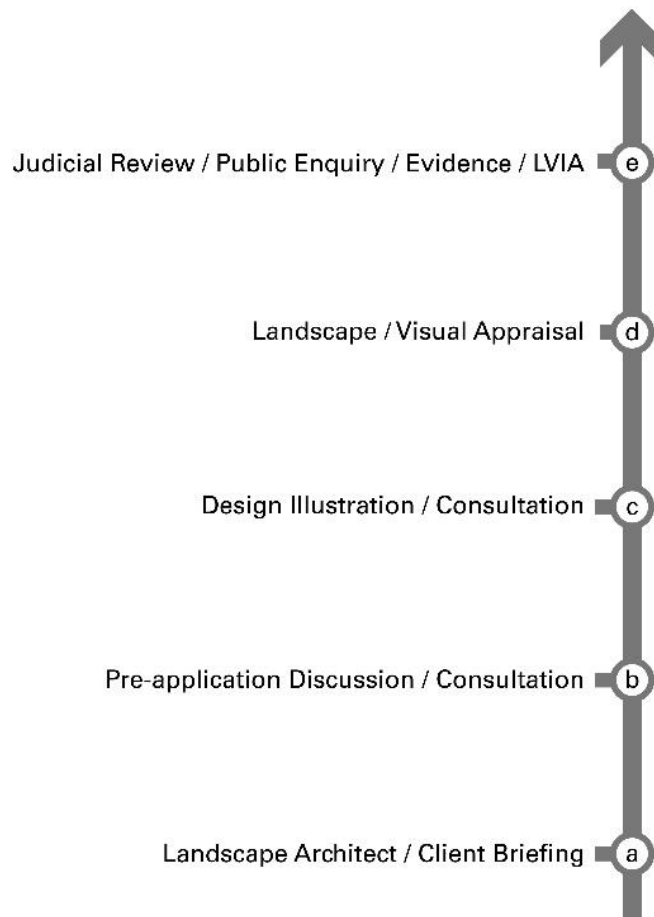 Judicial Review / Public Enquiry / Evidence / LVIA e
Landscape / Visual Appraisal d
Design Illustration / Consultation c
Pre-application Discussion / Consultation b
Landscape Architect / Client Briefing a